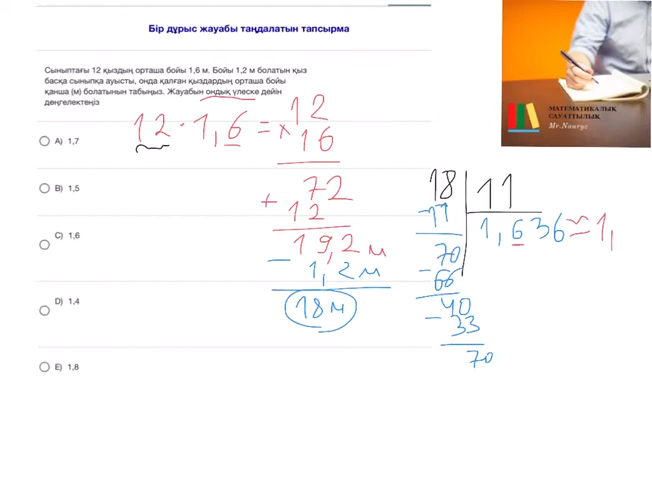 Бір дұрыс жауабы таңдалатын тапсырма
Сыныптағы 12 қыздың орташа бойы 1,6 м. Бойы 1,2 м болатын қыз
басқа сыныпқа ауысты, онда қалған қыздардың орташа бойы
қанша (м) болатынын табыңыз. Жауабын ондық үлеске дейін
дөңгелектеңіз
A) 1,7
B) 1,5
C) 1,6
D) 1,4
E) 1,8
МАТЕМАТИКАЛЫҚ
САУАТТЫЛЫҚ
Mr.Nauryz
12 · 1,6 =
12
× 16
72
+ 12
19,2 м
− 1,2 м
18 м
18 | 11
− 11 | 1,636 ≈ 1,
70
− 66
40
− 33
70